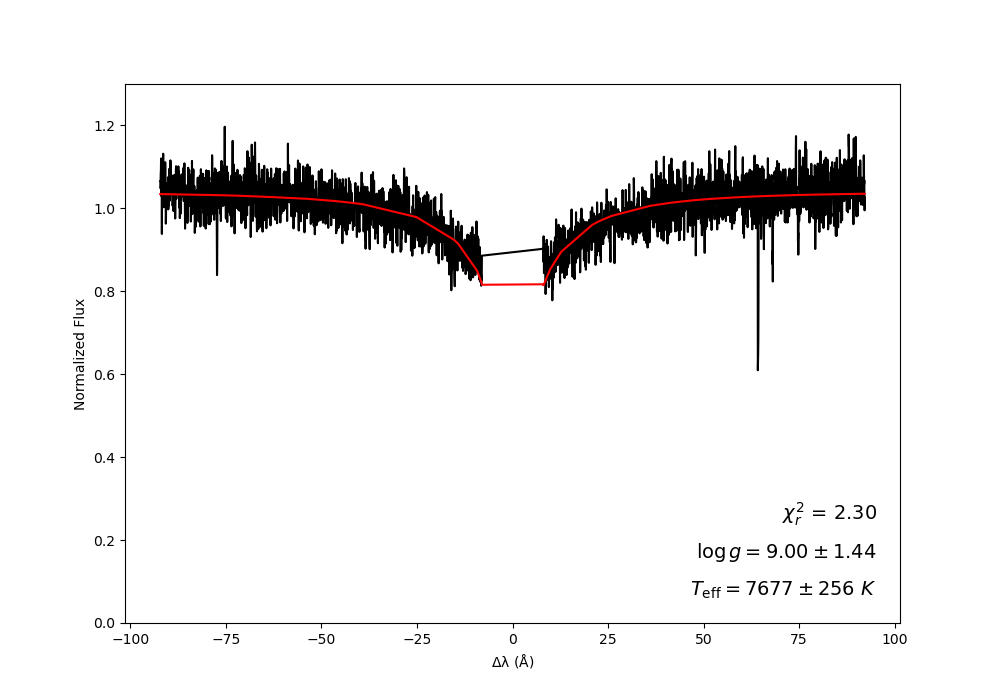 1.2
1.0
0.8
0.6
0.4
0.2
0.0
Normalized Flux
χ²ᵣ = 2.30
log g = 9.00 ± 1.44
T_eff = 7677 ± 256 K
−100 −75 −50 −25 0 25 50 75 100
Δλ (Å)